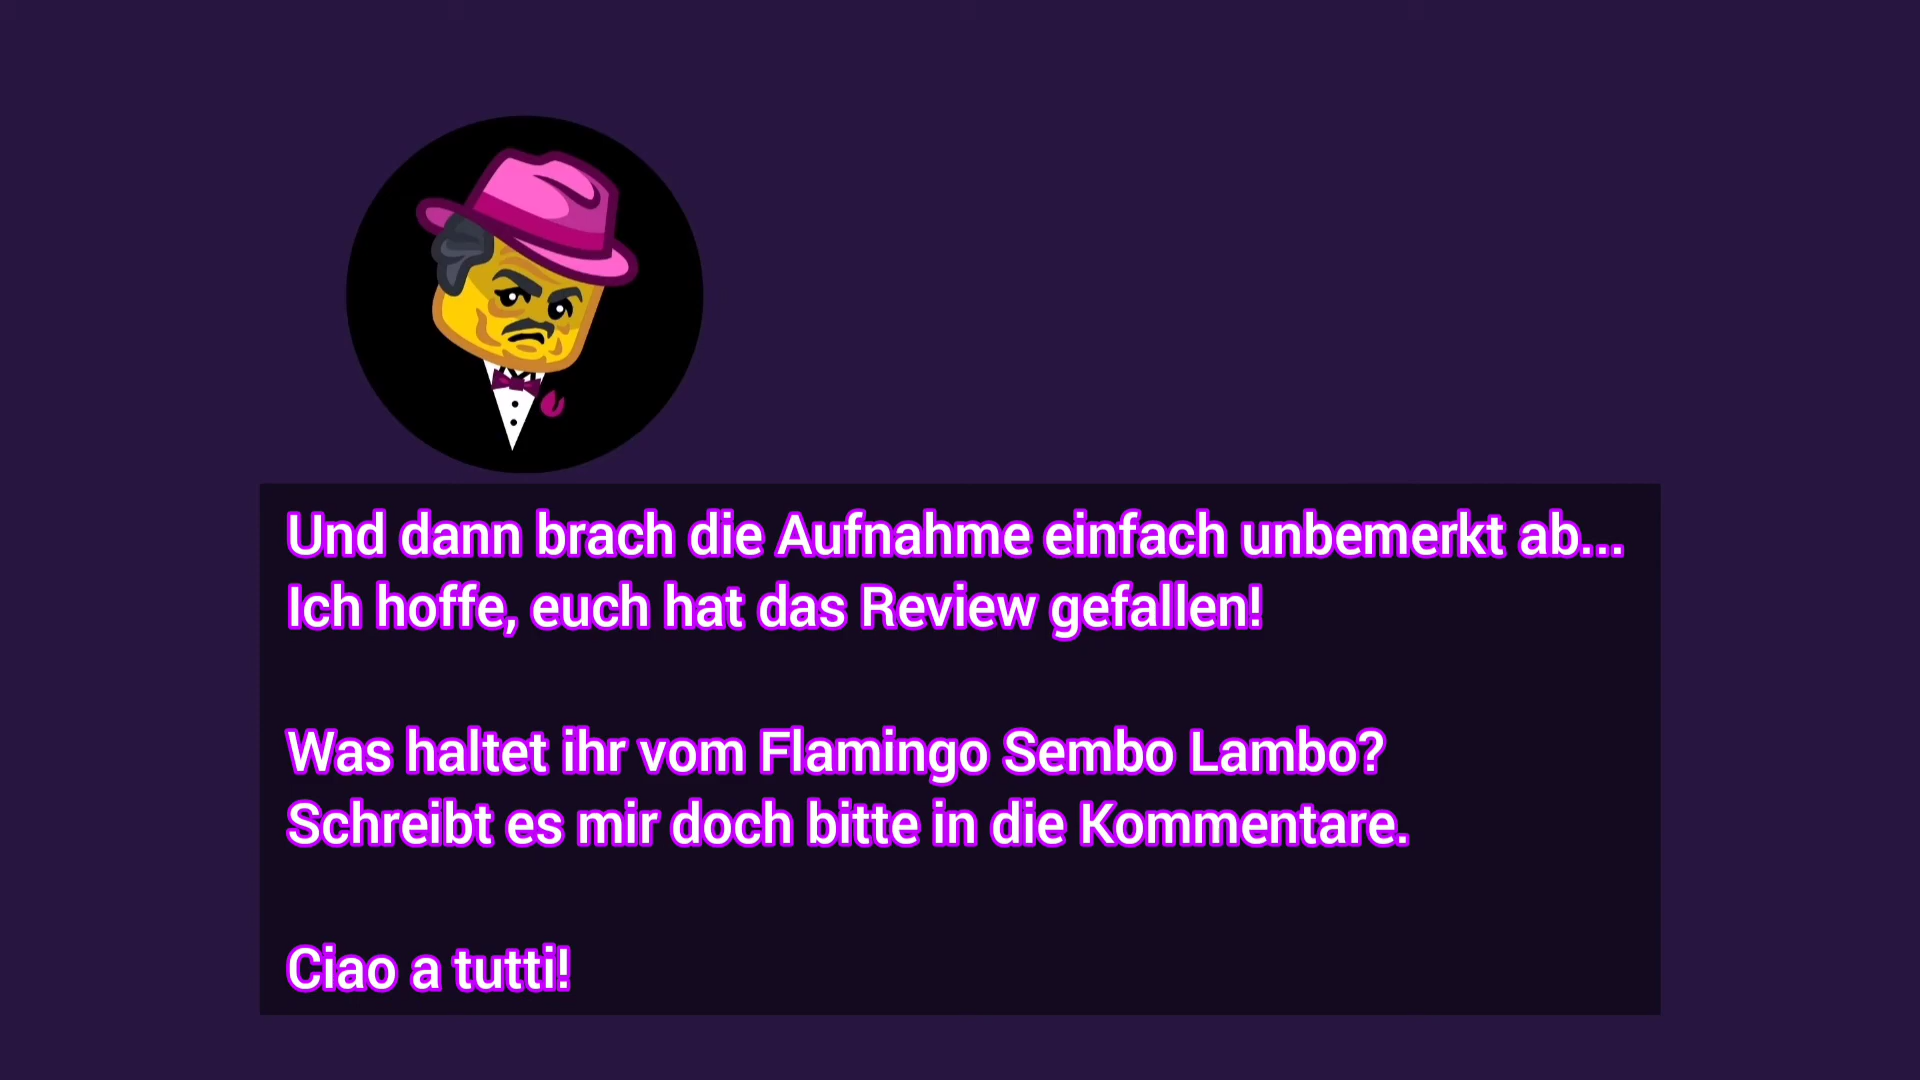 Und dann brach die Aufnahme einfach unbemerkt ab...
Ich hoffe, euch hat das Review gefallen!
Was haltet ihr vom Flamingo Sembo Lambo?
Schreibt es mir doch bitte in die Kommentare.
Ciao a tutti!